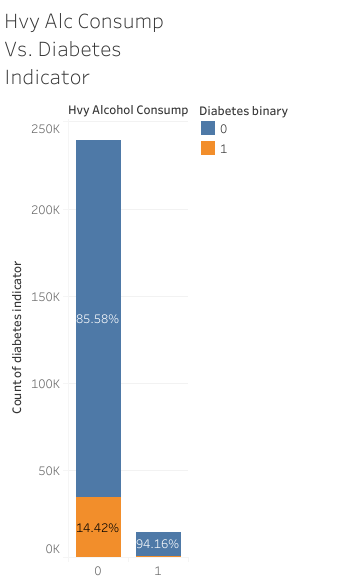 Hvy Alc Consump
Vs. Diabetes
Indicator
Hvy Alcohol Consump
Diabetes binary
0
1
250K
200K
150K
100K
50K
0K
Count of diabetes indicator
85.58%
14.42%
94.16%
0
1